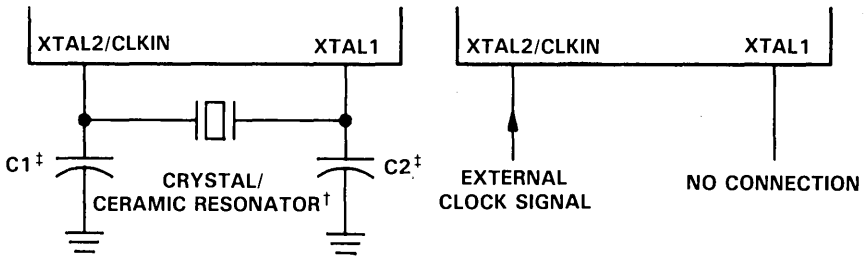 XTAL2/CLKIN XTAL1
C1‡ C2‡
CRYSTAL/
CERAMIC RESONATOR†
XTAL2/CLKIN XTAL1
EXTERNAL
CLOCK SIGNAL
NO CONNECTION